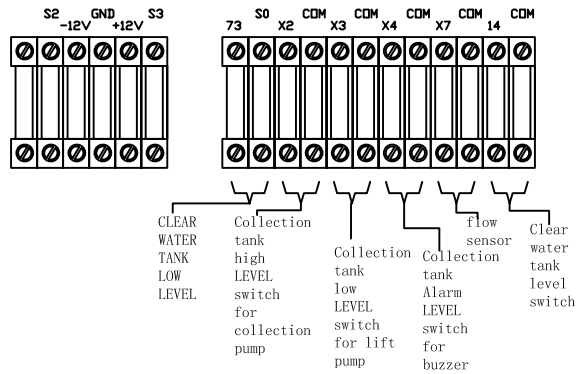 S2 GND S3
-12V +12V
S0 COM COM COM COM COM
73 X2 X3 X4 X7 14
CLEAR
WATER
TANK
LOW
LEVEL
Collection
tank
high
LEVEL
switch
for
collection
pump
Collection
tank
low
LEVEL
switch
for lift
pump
Collection
tank
Alarm
LEVEL
switch
for
buzzer
flow
sensor
Clear
water
tank
level
switch